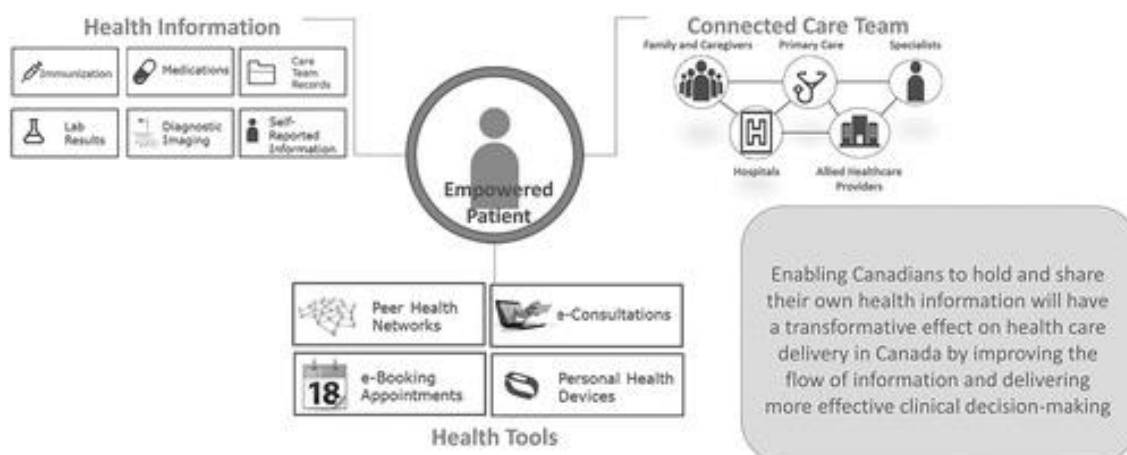 Health Information
Immunization
Medications
Care
Team
Records
Lab
Results
Diagnostic
Imaging
Self-
Reported
Information
Empowered
Patient
Connected Care Team
Family and Caregivers
Primary Care
Specialists
H
Hospitals
Allied Healthcare
Providers
Peer Health
Networks
e-Consultations
18
e-Booking
Appointments
Personal Health
Devices
Health Tools
Enabling Canadians to hold and share
their own health information will have
a transformative effect on health care
delivery in Canada by improving the
flow of information and delivering
more effective clinical decision-making